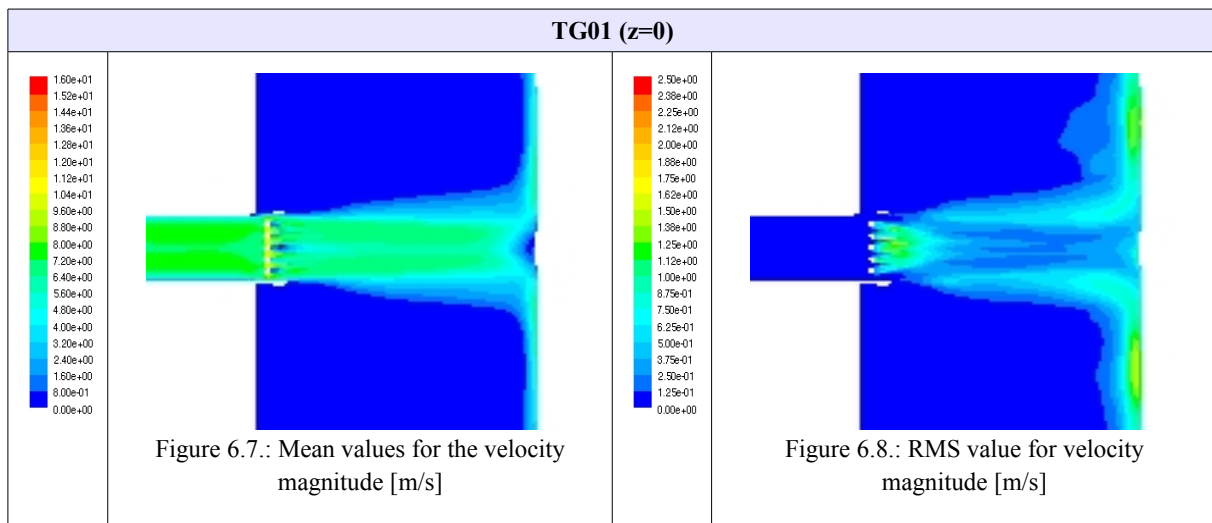 TG01 (z=0)
1.60e+01
1.52e+01
1.44e+01
1.36e+01
1.28e+01
1.20e+01
1.12e+01
1.04e+01
9.60e+00
8.80e+00
8.00e+00
7.20e+00
6.40e+00
5.60e+00
4.80e+00
4.00e+00
3.20e+00
2.40e+00
1.60e+00
8.00e-01
0.00e+00
Figure 6.7.: Mean values for the velocity
magnitude [m/s]
2.50e+00
2.38e+00
2.25e+00
2.12e+00
2.00e+00
1.88e+00
1.75e+00
1.62e+00
1.50e+00
1.38e+00
1.25e+00
1.12e+00
1.00e+00
8.75e-01
7.50e-01
6.25e-01
5.00e-01
3.75e-01
2.50e-01
1.25e-01
0.00e+00
Figure 6.8.: RMS value for velocity
magnitude [m/s]